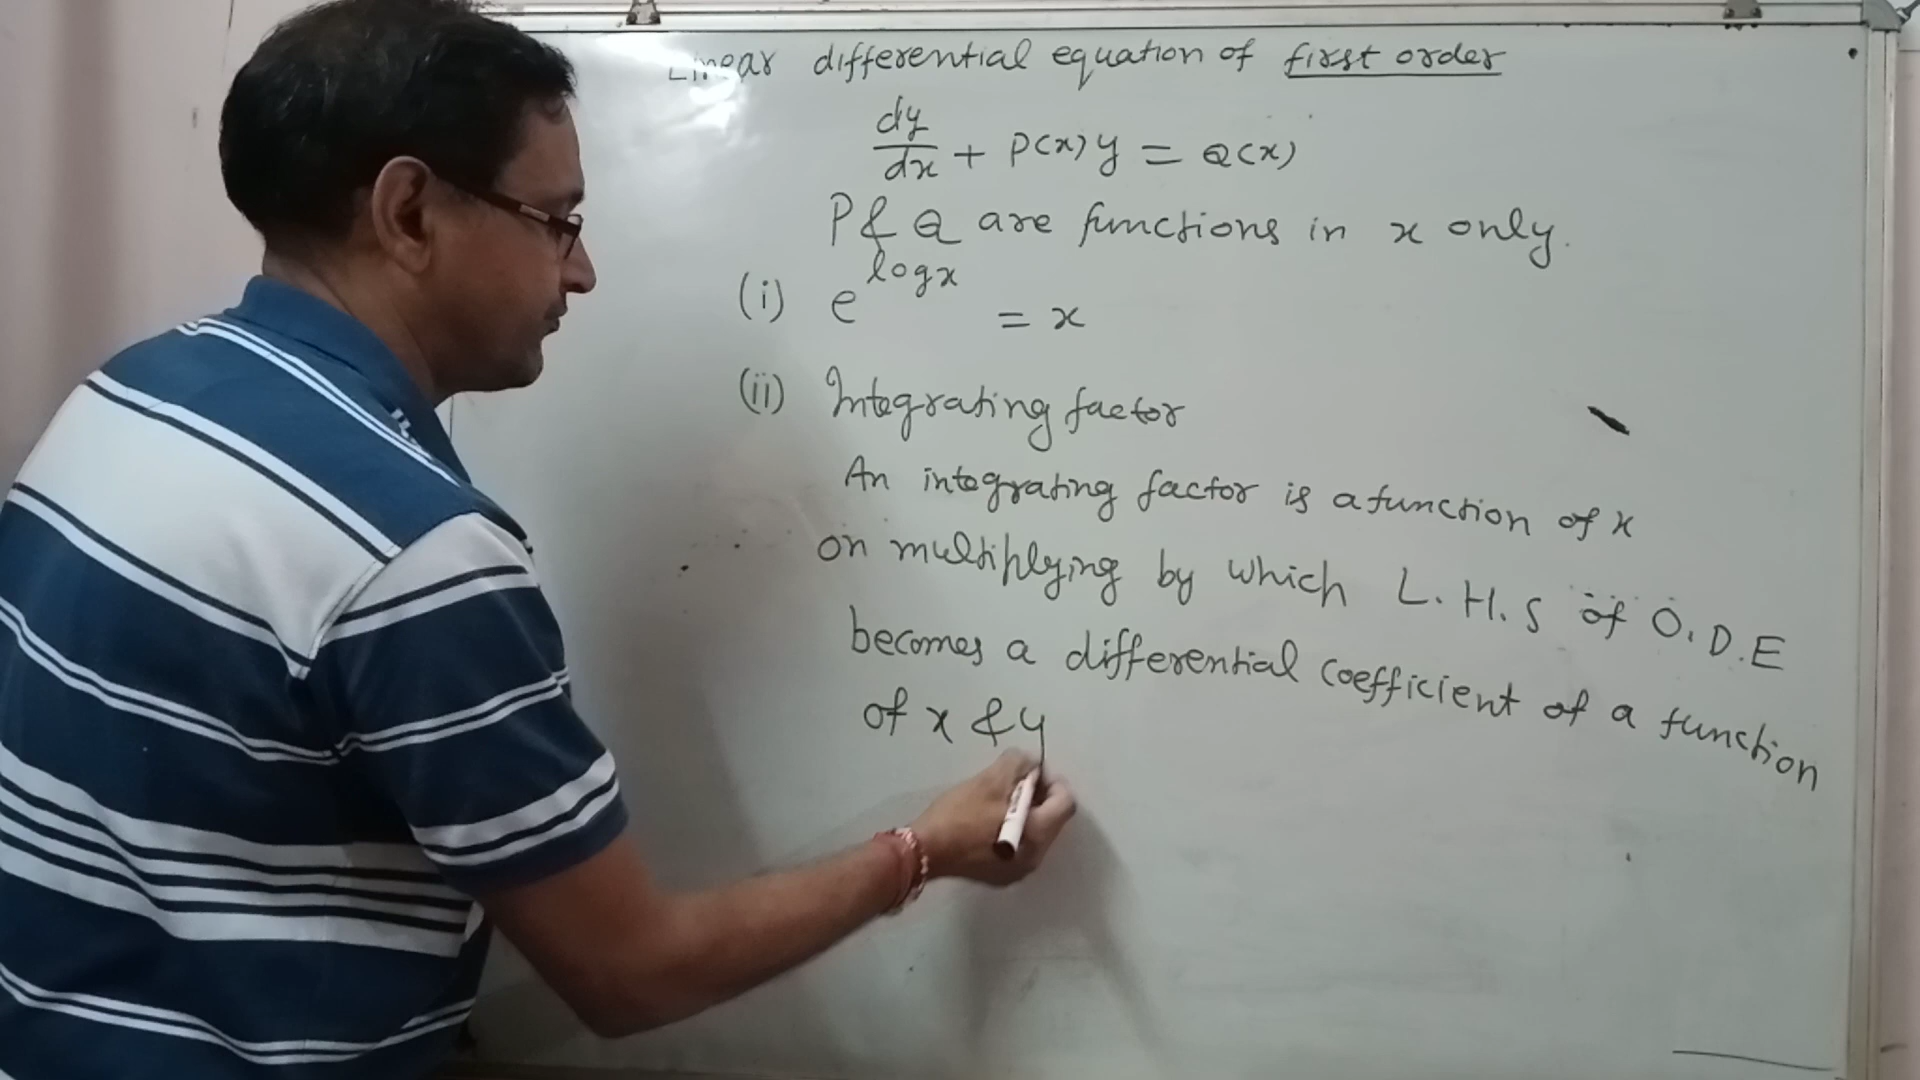 Linear differential equation of first order
dy/dx + P(x) y = Q(x)
P & Q are functions in x only.
(i) e^logx = x
(ii) Integrating factor
An integrating factor is a function of x
on multiplying by which L.H.S of O.D.E
becomes a differential coefficient of a function
of x & y